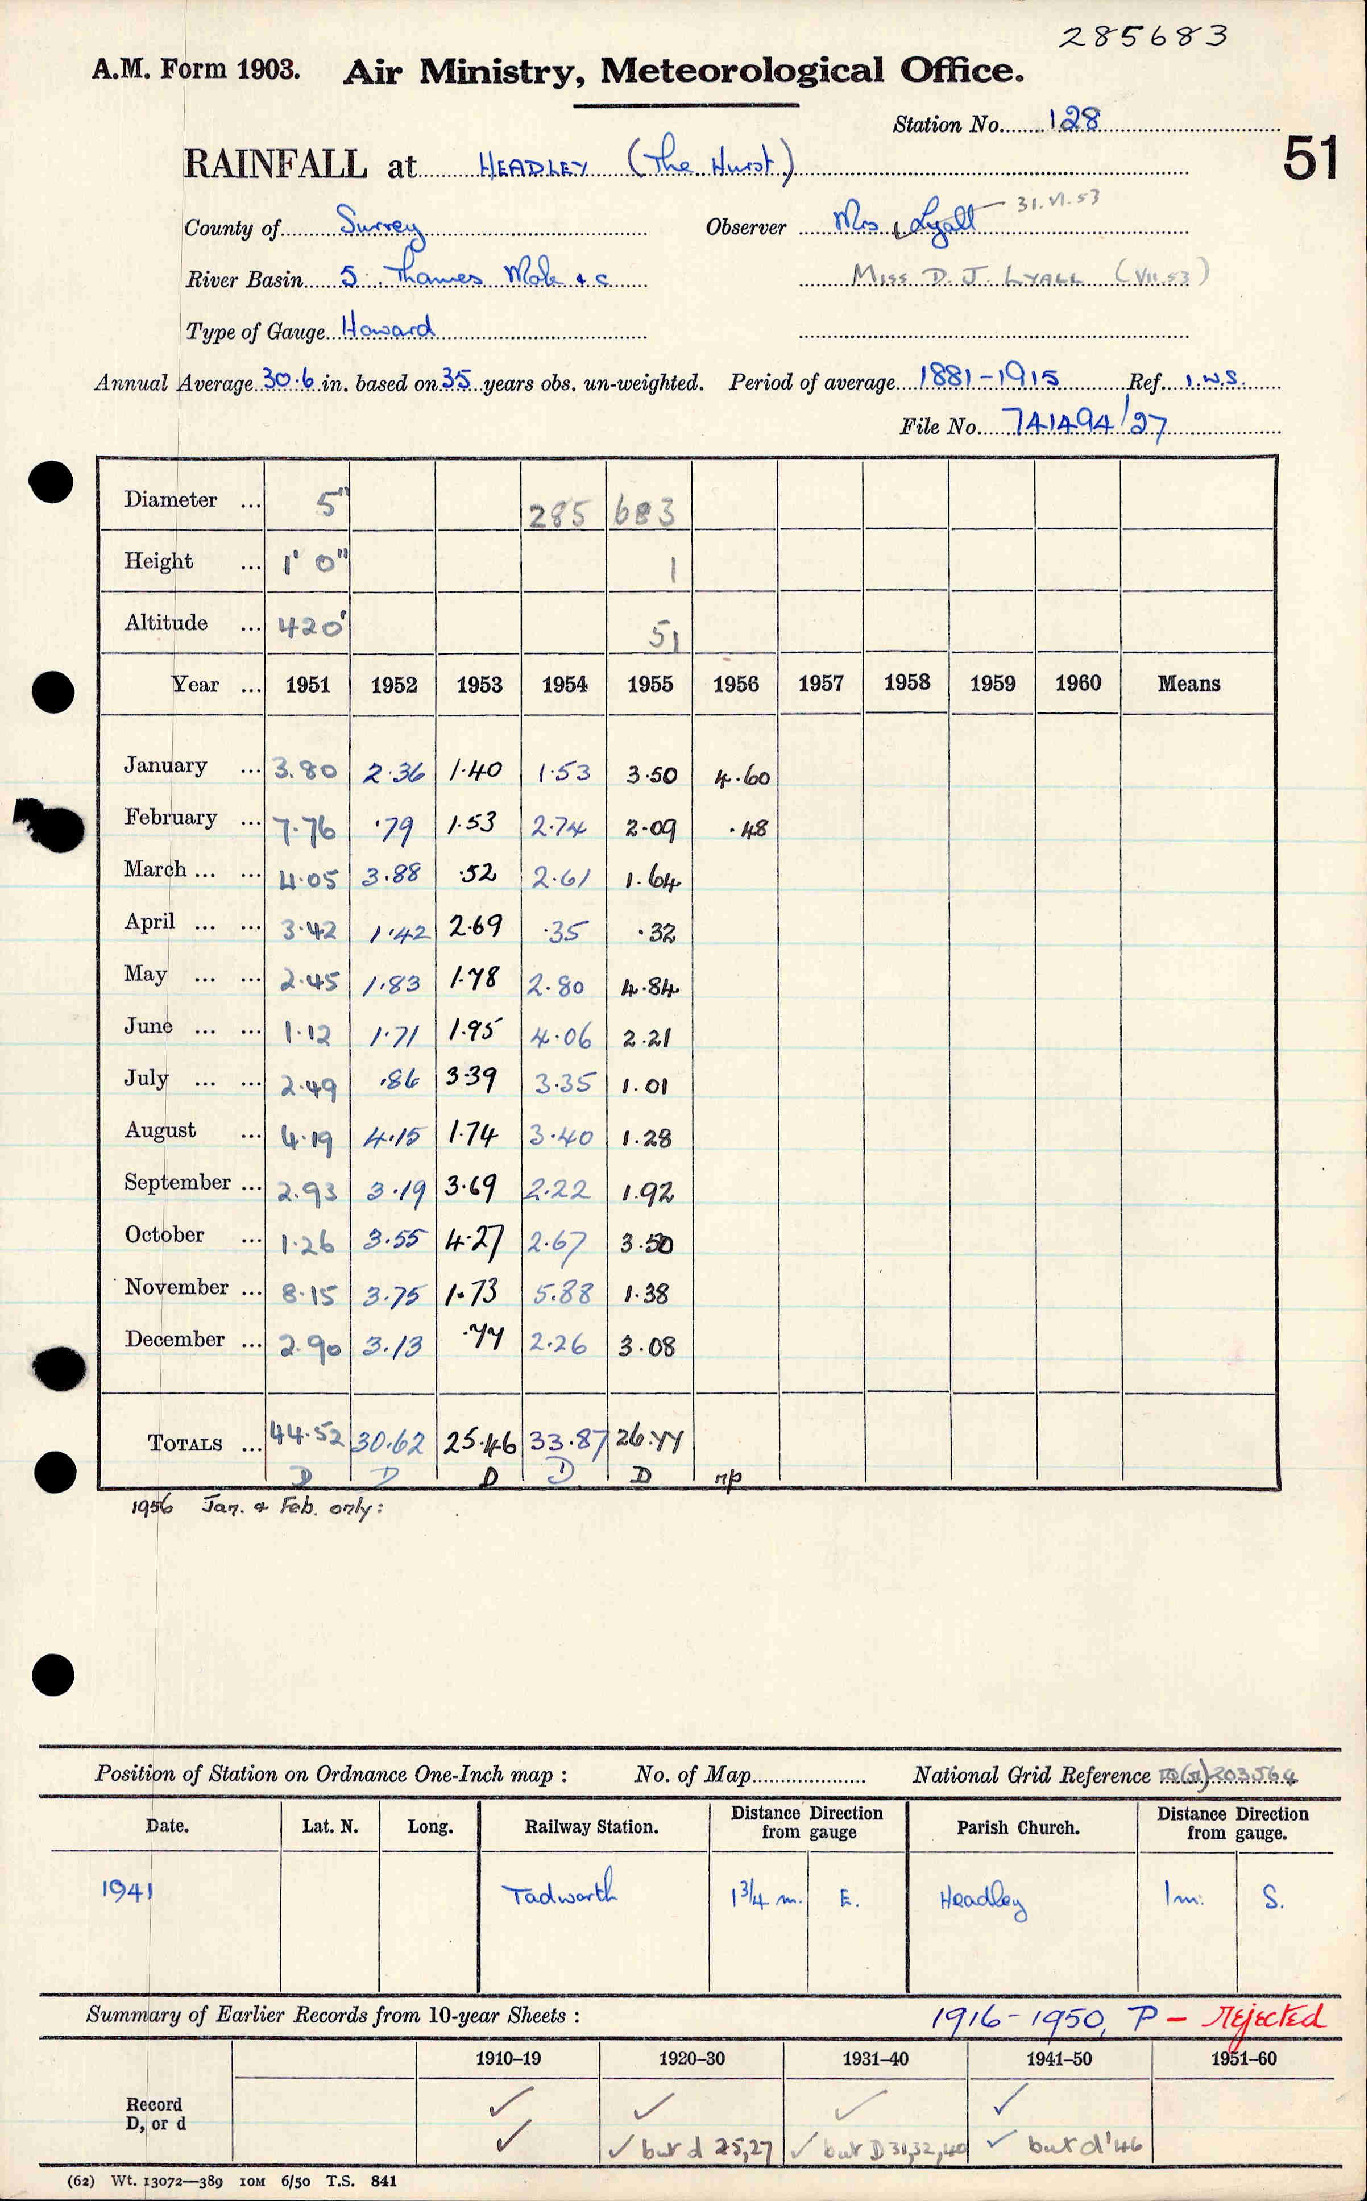 285683
A.M. Form 1903. Air Ministry, Meteorological Office.
Station No. 128
51
RAINFALL at HEADLEY (The Hurst)
County of Surrey Observer Mrs Lyall 31.VI.53
River Basin 5. Thames Mole & c Miss D. J. LYALL (VII.53)
Type of Gauge Howard
Annual Average 30.6 in. based on 35 years obs. un-weighted. Period of average 1881-1915 Ref. I.W.S.
File No. 741494/27
Diameter ... 5" 285 683
Height ... 1' 0" 1
Altitude ... 420' 51
Year ... 1951 1952 1953 1954 1955 1956 1957 1958 1959 1960 Means
January ... 3.80 2.36 1.40 1.53 3.50 4.60
February ... 7.76 .79 1.53 2.74 2.09 .48
March ... ... 4.05 3.88 .52 2.61 1.64
April ... ... 3.42 1.42 2.69 .35 .32
May ... ... 2.45 1.83 1.78 2.80 4.84
June ... ... 1.12 1.71 1.95 4.06 2.21
July ... ... 2.49 .86 3.39 3.35 1.01
August ... 4.19 4.15 1.74 3.40 1.28
September ... 2.93 3.19 3.69 2.22 1.92
October ... 1.26 3.55 4.27 2.67 3.50
November ... 8.15 3.75 1.73 5.88 1.38
December ... 2.90 3.13 .77 2.26 3.08
TOTALS ... 44.52 30.62 25.46 33.87 26.77
D D D D D np
1956 Jan. & Feb. only:
Position of Station on Ordnance One-Inch map : No. of Map National Grid Reference 203564
Date. Lat. N. Long. Railway Station. Distance Direction from gauge Parish Church. Distance Direction from gauge.
1941 Tadworth 1 3/4 m. E. Headley 1m. S.
Summary of Earlier Records from 10-year Sheets : 1916-1950, P - Rejected
1910–19 1920–30 1931–40 1941–50 1951–60
Record ✓ ✓ ✓ ✓
D, or d ✓ ✓ but d 25,27 ✓ but D 31,32,40 ✓ but d '46
(62) Wt. 13072—389 10M 6/50 T.S. 841